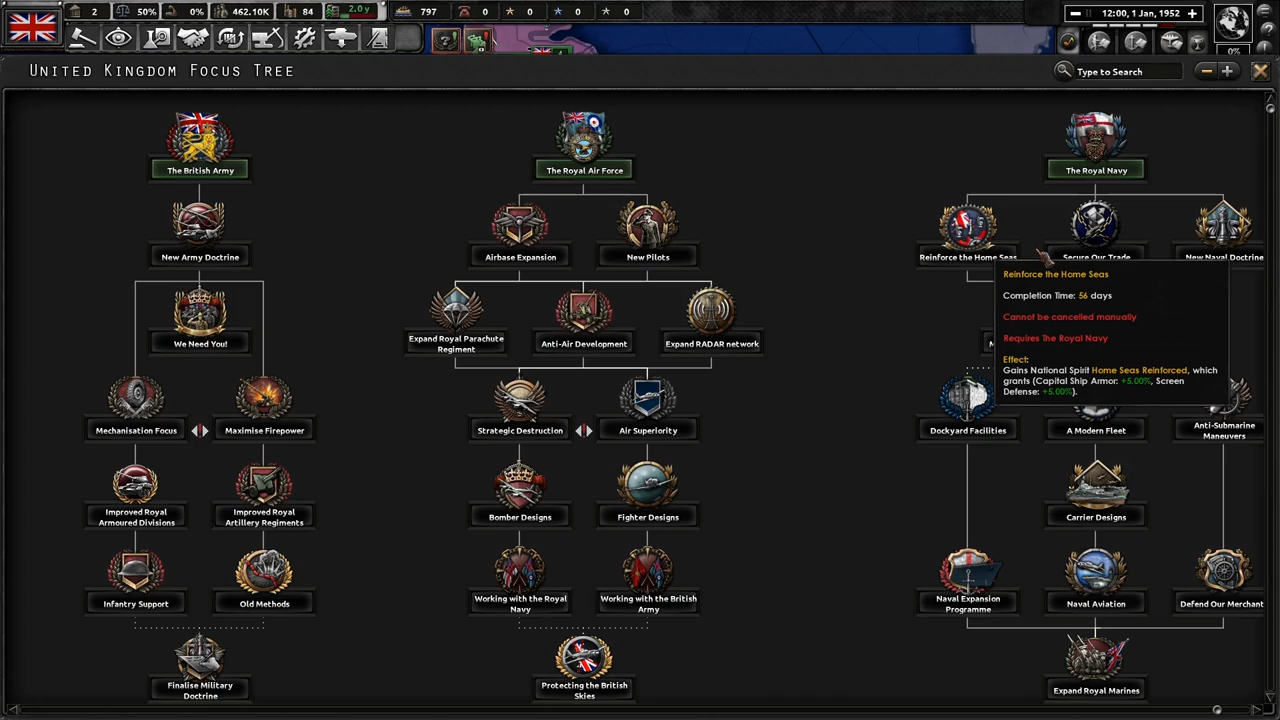 2 50% 0% 462.10K 84 2.0 y 797 0 0 0 0 12:00, 1 Jan, 1952
0%
United Kingdom Focus Tree
Type to Search
The British Army The Royal Air Force The Royal Navy
New Army Doctrine Airbase Expansion New Pilots Reinforce the Home Seas Secure Our Trade New Naval Doctrine
Reinforce the Home Seas
Completion Time: 56 days
Cannot be cancelled manually
Requires The Royal Navy
Effect:
Gains National Spirit Home Seas Reinforced, which
grants (Capital Ship Armor: +5.00%, Screen
Defense: +5.00%).
We Need You! Expand Royal Parachute
Regiment Anti-Air Development Expand RADAR network
Mechanisation Focus Maximise Firepower Strategic Destruction Air Superiority Dockyard Facilities A Modern Fleet Anti-Submarine
Maneuvers
Improved Royal
Armoured Divisions Improved Royal
Artillery Regiments Bomber Designs Fighter Designs Carrier Designs
Infantry Support Old Methods Working with the Royal
Navy Working with the British
Army Naval Expansion
Programme Naval Aviation Defend Our Merchant
Finalise Military
Doctrine Protecting the British
Skies Expand Royal Marines